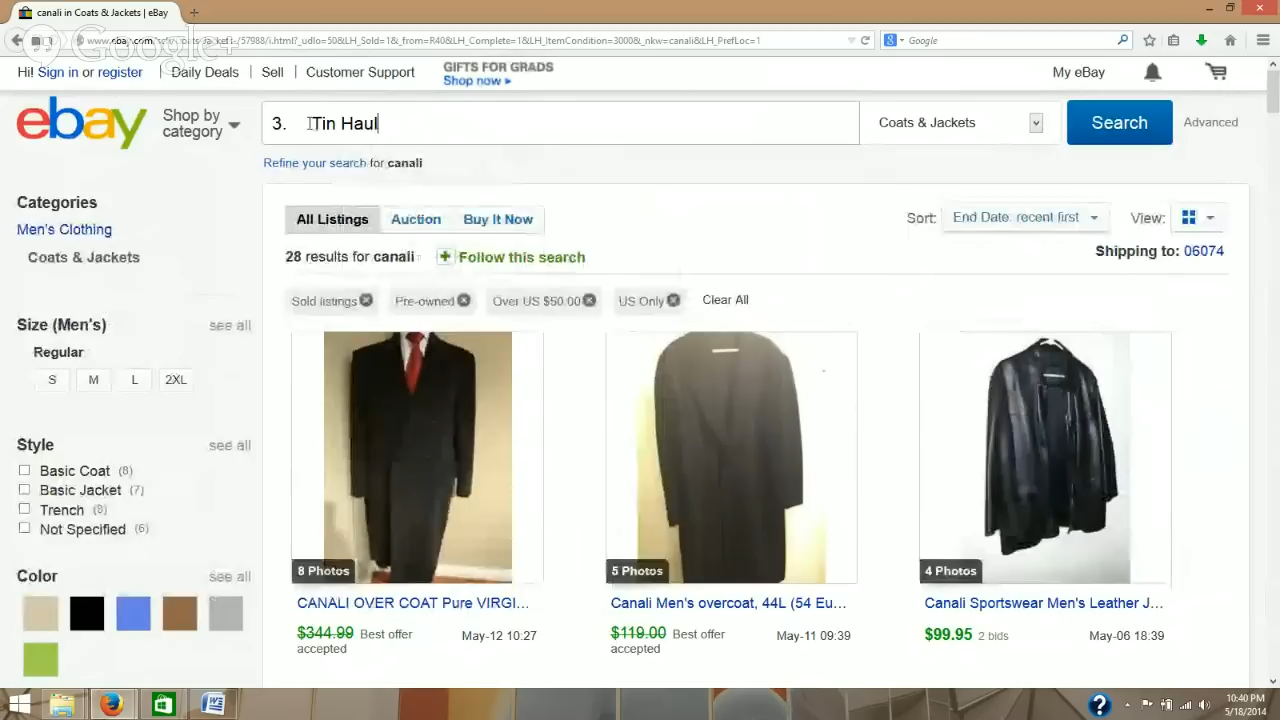 canali in Coats & Jackets | eBay
Google+
Google
Hi! Sign in or register
Daily Deals
Sell
Customer Support
GIFTS FOR GRADS
Shop now
My eBay
ebay
Shop by
category
3. Tin Haul
Coats & Jackets
Search
Advanced
Refine your search for canali
Categories
Men's Clothing
Coats & Jackets
All Listings
Auction
Buy It Now
Sort: End Date: recent first
View:
28 results for canali
Follow this search
Shipping to: 06074
Sold listings
Pre-owned
Over US $50.00
US Only
Clear All
Size (Men's)
see all
Regular
S M L 2XL
Style
see all
Basic Coat (8)
Basic Jacket (7)
Trench
Not Specified (6)
Color
see all
8 Photos
CANALI OVER COAT Pure VIRGI...
$344.99 Best offer
accepted
May-12 10:27
5 Photos
Canali Men's overcoat, 44L (54 Eu...
$119.00 Best offer
accepted
May-11 09:39
4 Photos
Canali Sportswear Men's Leather J...
$99.95 2 bids
May-06 18:39
10:40 PM
5/18/2014